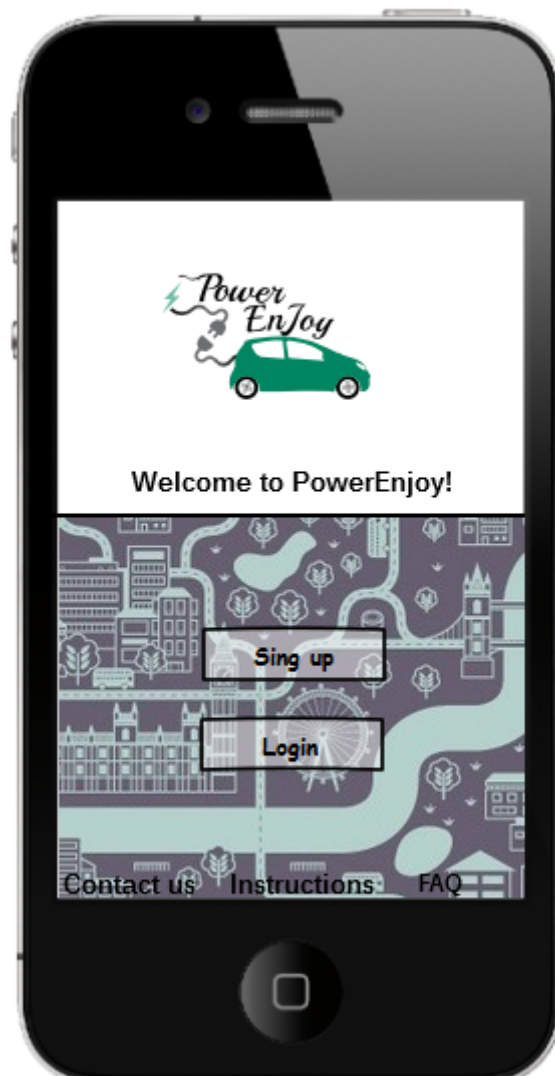 Power
EnJoy
Welcome to PowerEnjoy!
Sing up
Login
Contact us Instructions FAQ